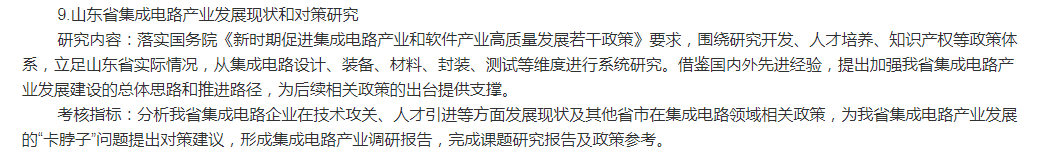 9.山东省集成电路产业发展现状和对策研究
研究内容：落实国务院《新时期促进集成电路产业和软件产业高质量发展若干政策》要求，围绕研究开发、人才培养、知识产权等政策体
系，立足山东省实际情况，从集成电路设计、装备、材料、封装、测试等维度进行系统研究。借鉴国内外先进经验，提出加强我省集成电路产
业发展建设的总体思路和推进路径，为后续相关政策的出台提供支撑。
考核指标：分析我省集成电路企业在技术攻关、人才引进等方面发展现状及其他省市在集成电路领域相关政策，为我省集成电路产业发展
的“卡脖子”问题提出对策建议，形成集成电路产业调研报告，完成课题研究报告及政策参考。